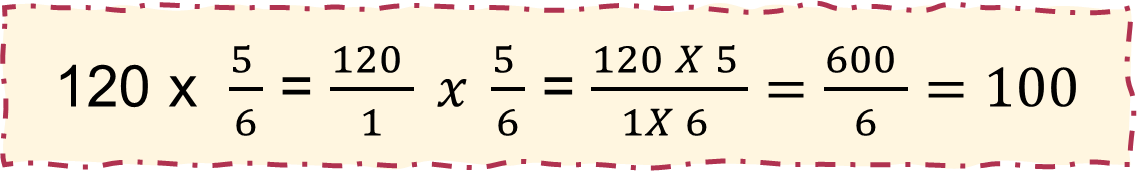 120 x 5/6 = 120/1 x 5/6 = 120 X 5/1X 6 = 600/6 = 100